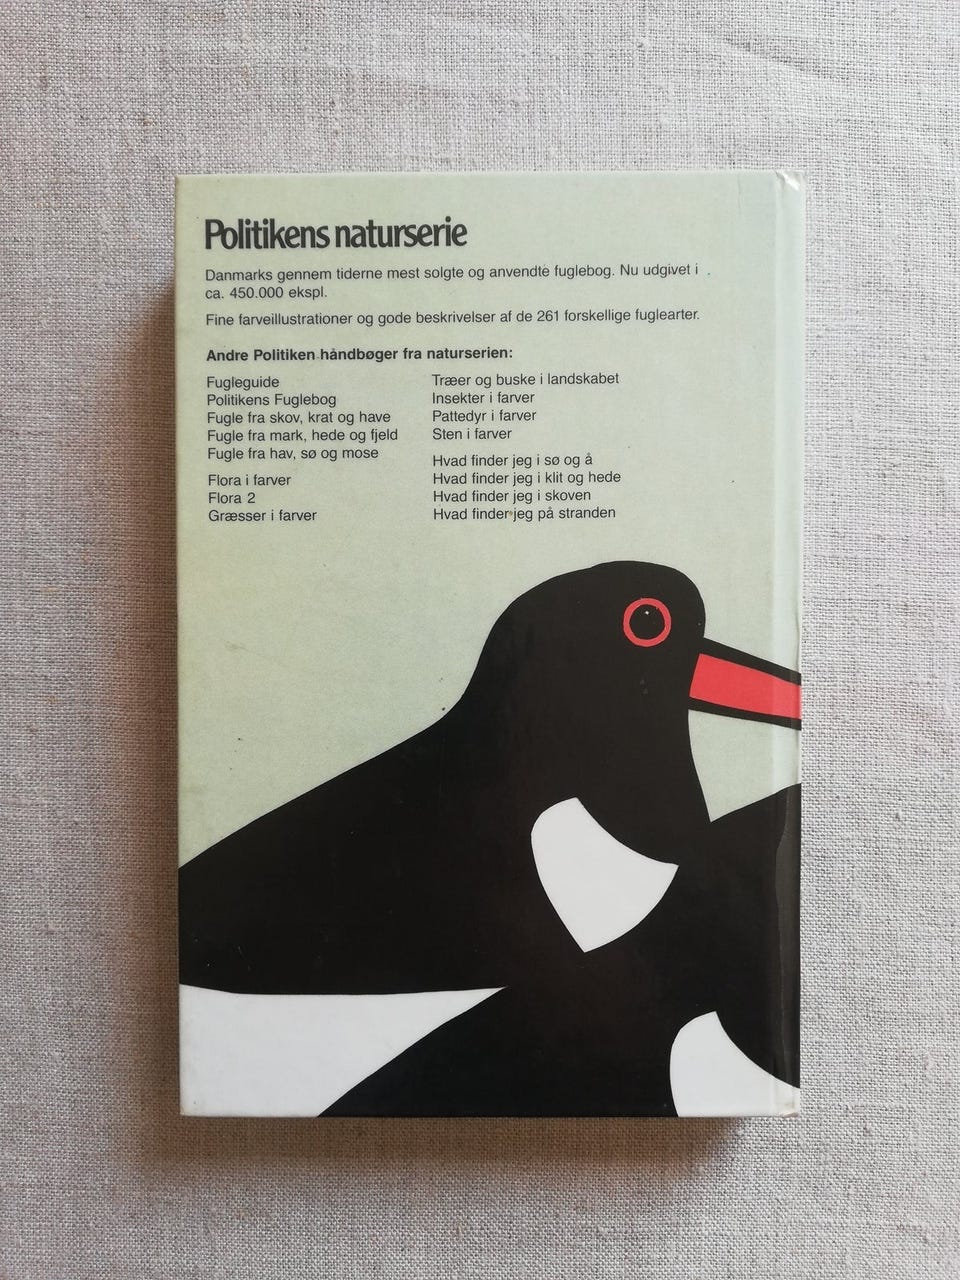 Politikens naturserie
Danmarks gennem tiderne mest solgte og anvendte fuglebog. Nu udgivet i
ca. 450.000 ekspl.
Fine farveillustrationer og gode beskrivelser af de 261 forskellige fuglearter.
Andre Politiken håndbøger fra naturserien:
Fugleguide
Politikens Fuglebog
Fugle fra skov, krat og have
Fugle fra mark, hede og fjeld
Fugle fra hav, sø og mose
Flora i farver
Flora 2
Græsser i farver
Træer og buske i landskabet
Insekter i farver
Pattedyr i farver
Sten i farver
Hvad finder jeg i sø og å
Hvad finder jeg i klit og hede
Hvad finder jeg i skoven
Hvad finder jeg på stranden